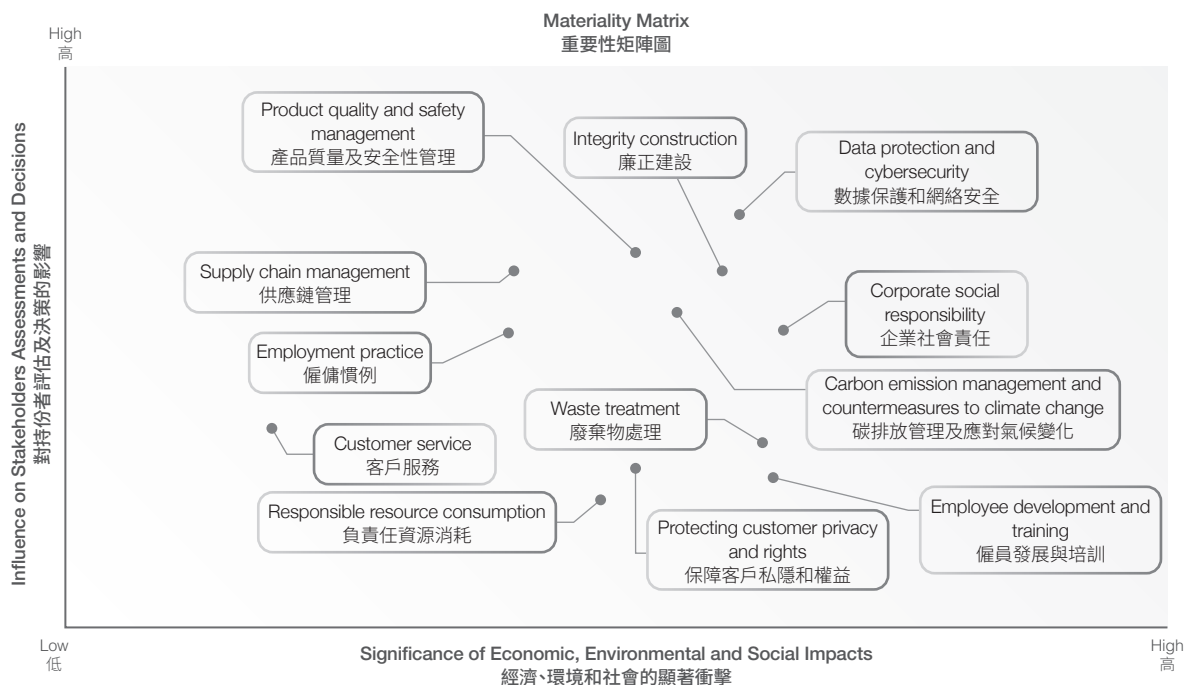 Materiality Matrix
重要性矩陣圖
High
高
Influence on Stakeholders Assessments and Decisions
對持份者評估及決策的影響
Product quality and safety
management
產品質量及安全性管理
Integrity construction
廉正建設
Data protection and
cybersecurity
數據保護和網絡安全
Supply chain management
供應鏈管理
Corporate social
responsibility
企業社會責任
Employment practice
僱傭慣例
Carbon emission management and
countermeasures to climate change
碳排放管理及應對氣候變化
Waste treatment
廢棄物處理
Customer service
客戶服務
Responsible resource consumption
負責任資源消耗
Protecting customer privacy
and rights
保障客戶私隱和權益
Employee development and
training
僱員發展與培訓
Low
低
Significance of Economic, Environmental and Social Impacts
經濟、環境和社會的顯著衝擊
High
高